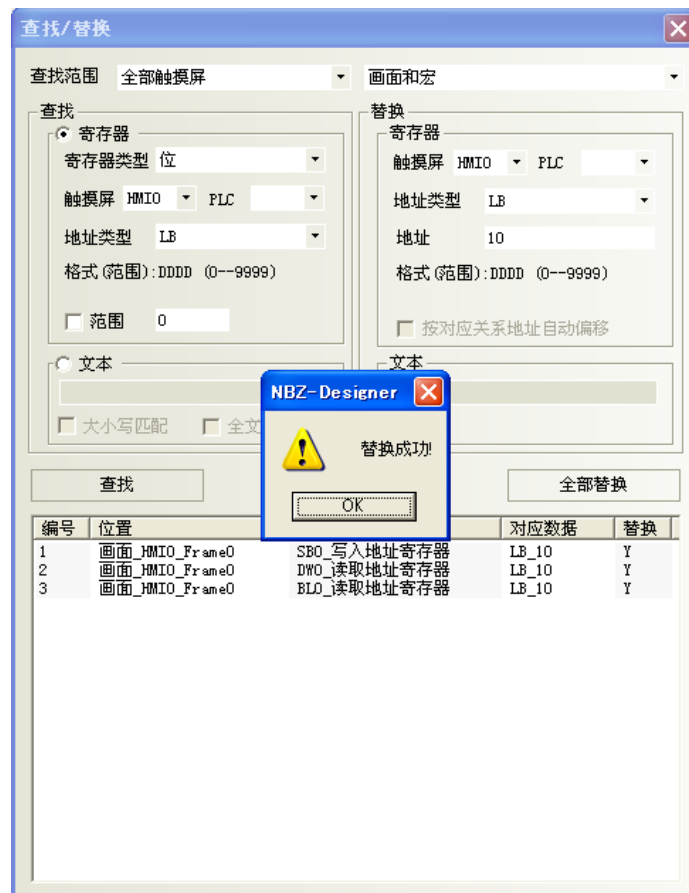 查找/替换
查找范围 全部触摸屏 画面和宏
查找
寄存器
寄存器类型 位
触摸屏 HMI0 PLC
地址类型 LB
格式(范围):DDDD (0--9999)
范围 0
文本
大小写匹配 全文
替换
寄存器
触摸屏 HMI0 PLC
地址类型 LB
地址 10
格式(范围):DDDD (0--9999)
按对应关系地址自动偏移
文本
NBZ-Designer
替换成功!
OK
查找 全部替换
编号 位置 对应数据 替换
1 画面_HMI0_Frame0 SB0_写入地址寄存器 LB_10 Y
2 画面_HMI0_Frame0 DW0_读取地址寄存器 LB_10 Y
3 画面_HMI0_Frame0 BL0_读取地址寄存器 LB_10 Y